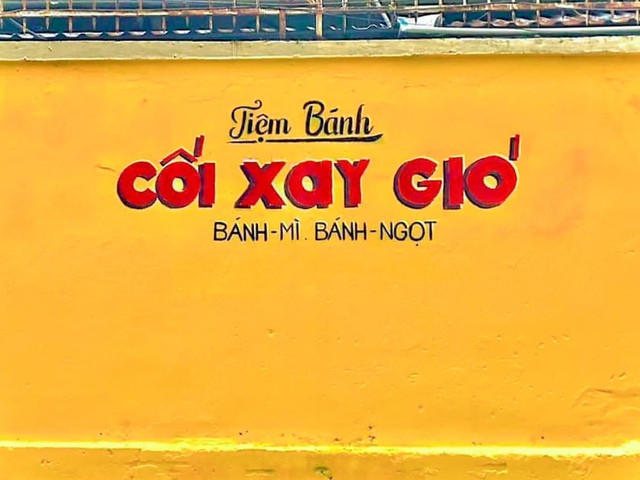 Tiệm Bánh
CỐI XAY GIÓ
BÁNH-MÌ. BÁNH-NGỌT